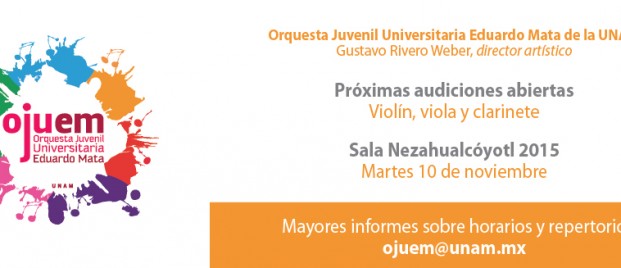 ojuem
Orquesta Juvenil
Universitaria
Eduardo Mata
UNAM
Orquesta Juvenil Universitaria Eduardo Mata de la UNA
Gustavo Rivero Weber, director artístico
Próximas audiciones abiertas
Violín, viola y clarinete
Sala Nezahualcóyotl 2015
Martes 10 de noviembre
Mayores informes sobre horarios y repertorio
ojuem@unam.mx